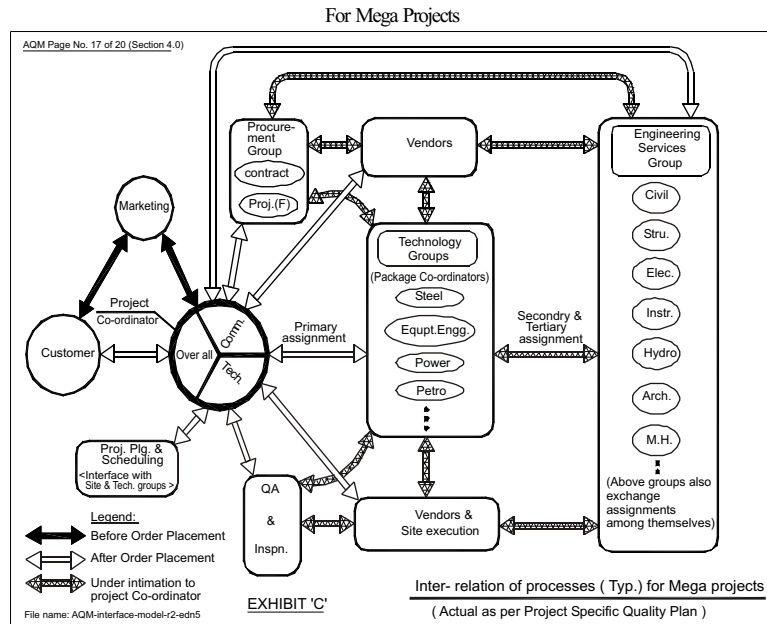 For Mega Projects
AQM Page No. 17 of 20 (Section 4.0)
Procure-
ment
Group
contract
Proj.(F)
Vendors
Engineering
Services
Group
Civil
Stru.
Elec.
Instr.
Hydro
Arch.
M.H.
(Above groups also
exchange
assignments
among themselves)
Marketing
Technology
Groups
(Package Co-ordinators)
Steel
Equpt.Engg.
Power
Petro
Project
Co-ordinator
Customer
Over all
Comm.
Tech.
Primary
assignment
Secondry &
Tertiary
assignment
Proj. Plg. &
Scheduling
<Interface with
Site & Tech. groups >
QA
&
Inspn.
Vendors &
Site execution
Legend:
Before Order Placement
After Order Placement
Under intimation to
project Co-ordinator
File name: AQM-interface-model-r2-edn5
EXHIBIT 'C'
Inter- relation of processes ( Typ.) for Mega projects
( Actual as per Project Specific Quality Plan )